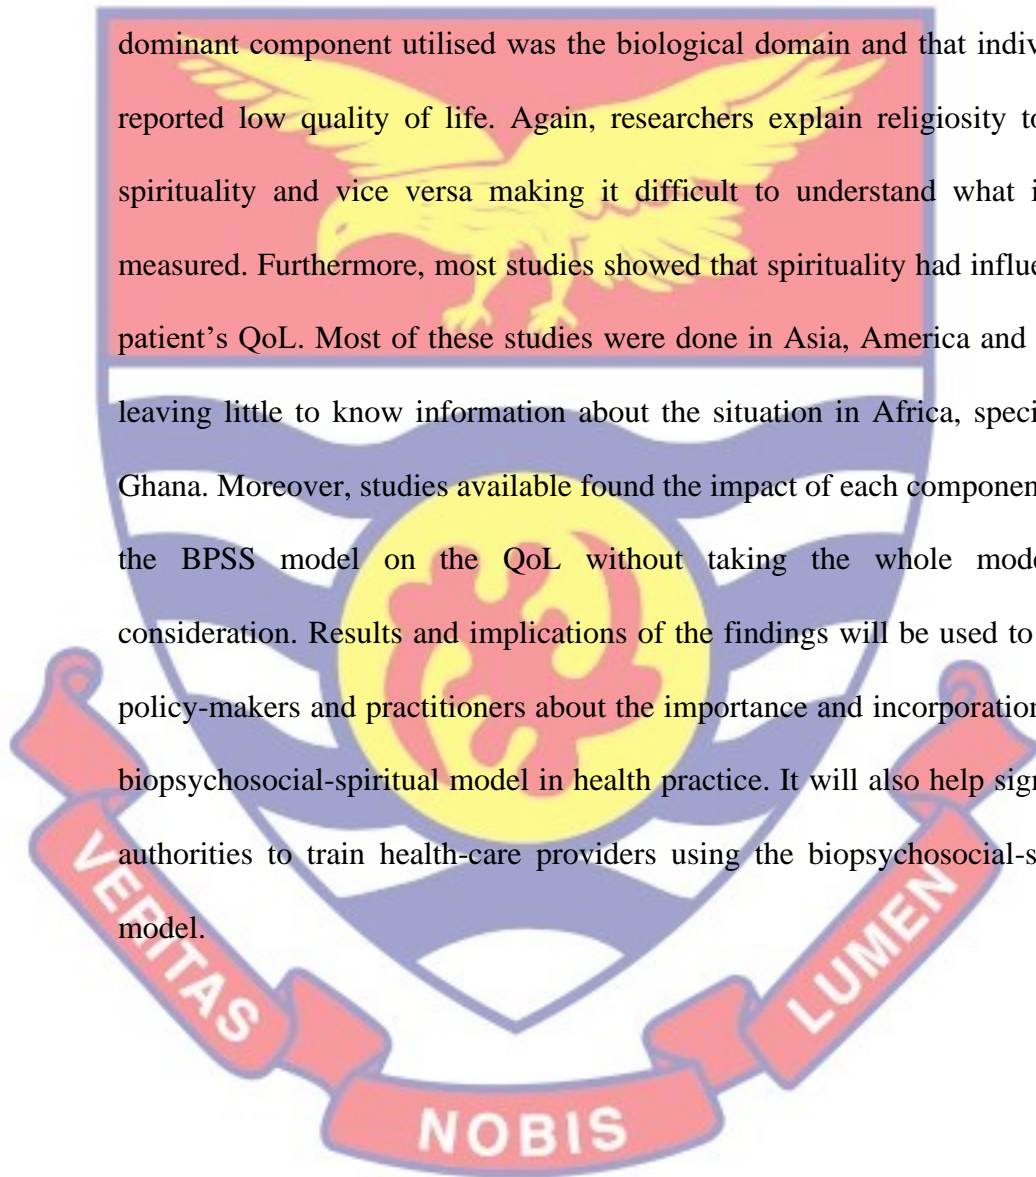 dominant component utilised was the biological domain and that indiv
reported low quality of life. Again, researchers explain religiosity to
spirituality and vice versa making it difficult to understand what i
measured. Furthermore, most studies showed that spirituality had influe
patient’s QoL. Most of these studies were done in Asia, America and
leaving little to know information about the situation in Africa, speci
Ghana. Moreover, studies available found the impact of each componen
the BPSS model on the QoL without taking the whole mode
consideration. Results and implications of the findings will be used to
policy-makers and practitioners about the importance and incorporation
biopsychosocial-spiritual model in health practice. It will also help sign
authorities to train health-care providers using the biopsychosocial-s
model.
VERITAS
NOBIS
LUMEN